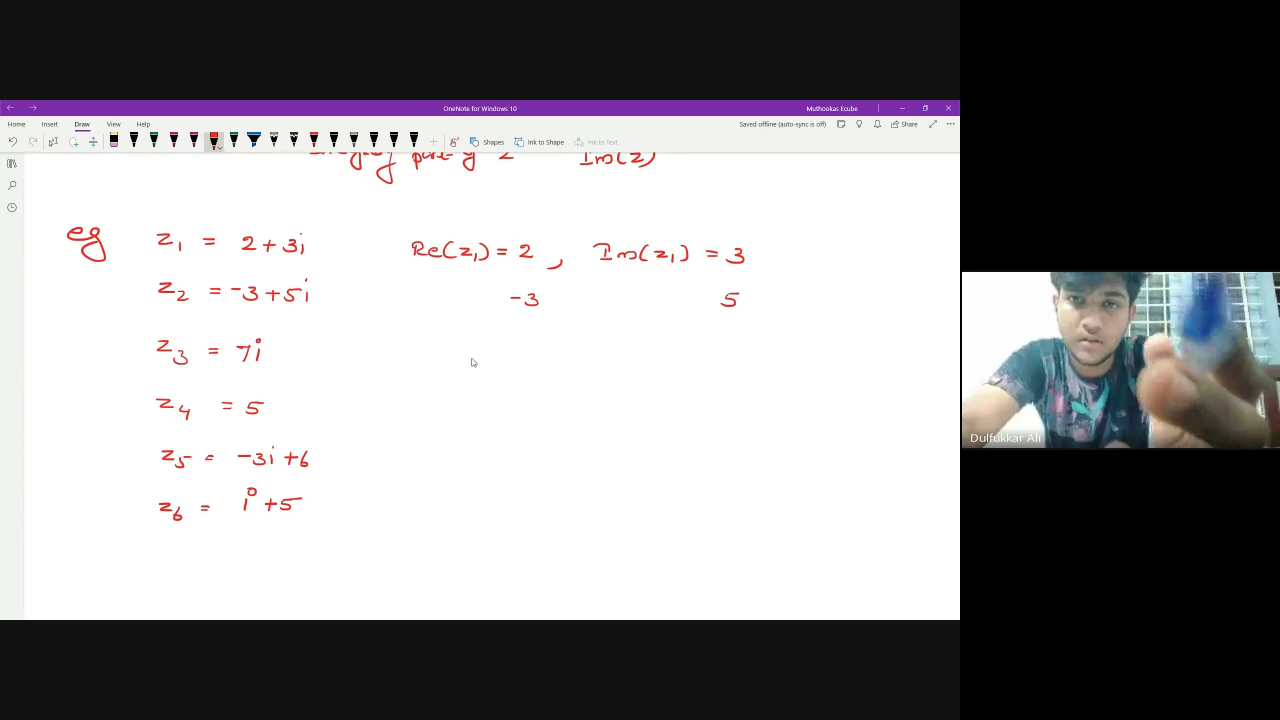 OneNote for Windows 10
Muthookas Ecube
Home Insert Draw View Help
Saved offline (auto-sync is off) Share
Shapes Ink to Shape Ink to Text
part of z Im(z)
eg z₁ = 2+3i Re(z₁) = 2 , Im(z₁) = 3
z₂ = -3+5i -3 5
z₃ = 7i
z₄ = 5
z₅ = -3i+6
z₆ = i+5
Dulfukkar Ali